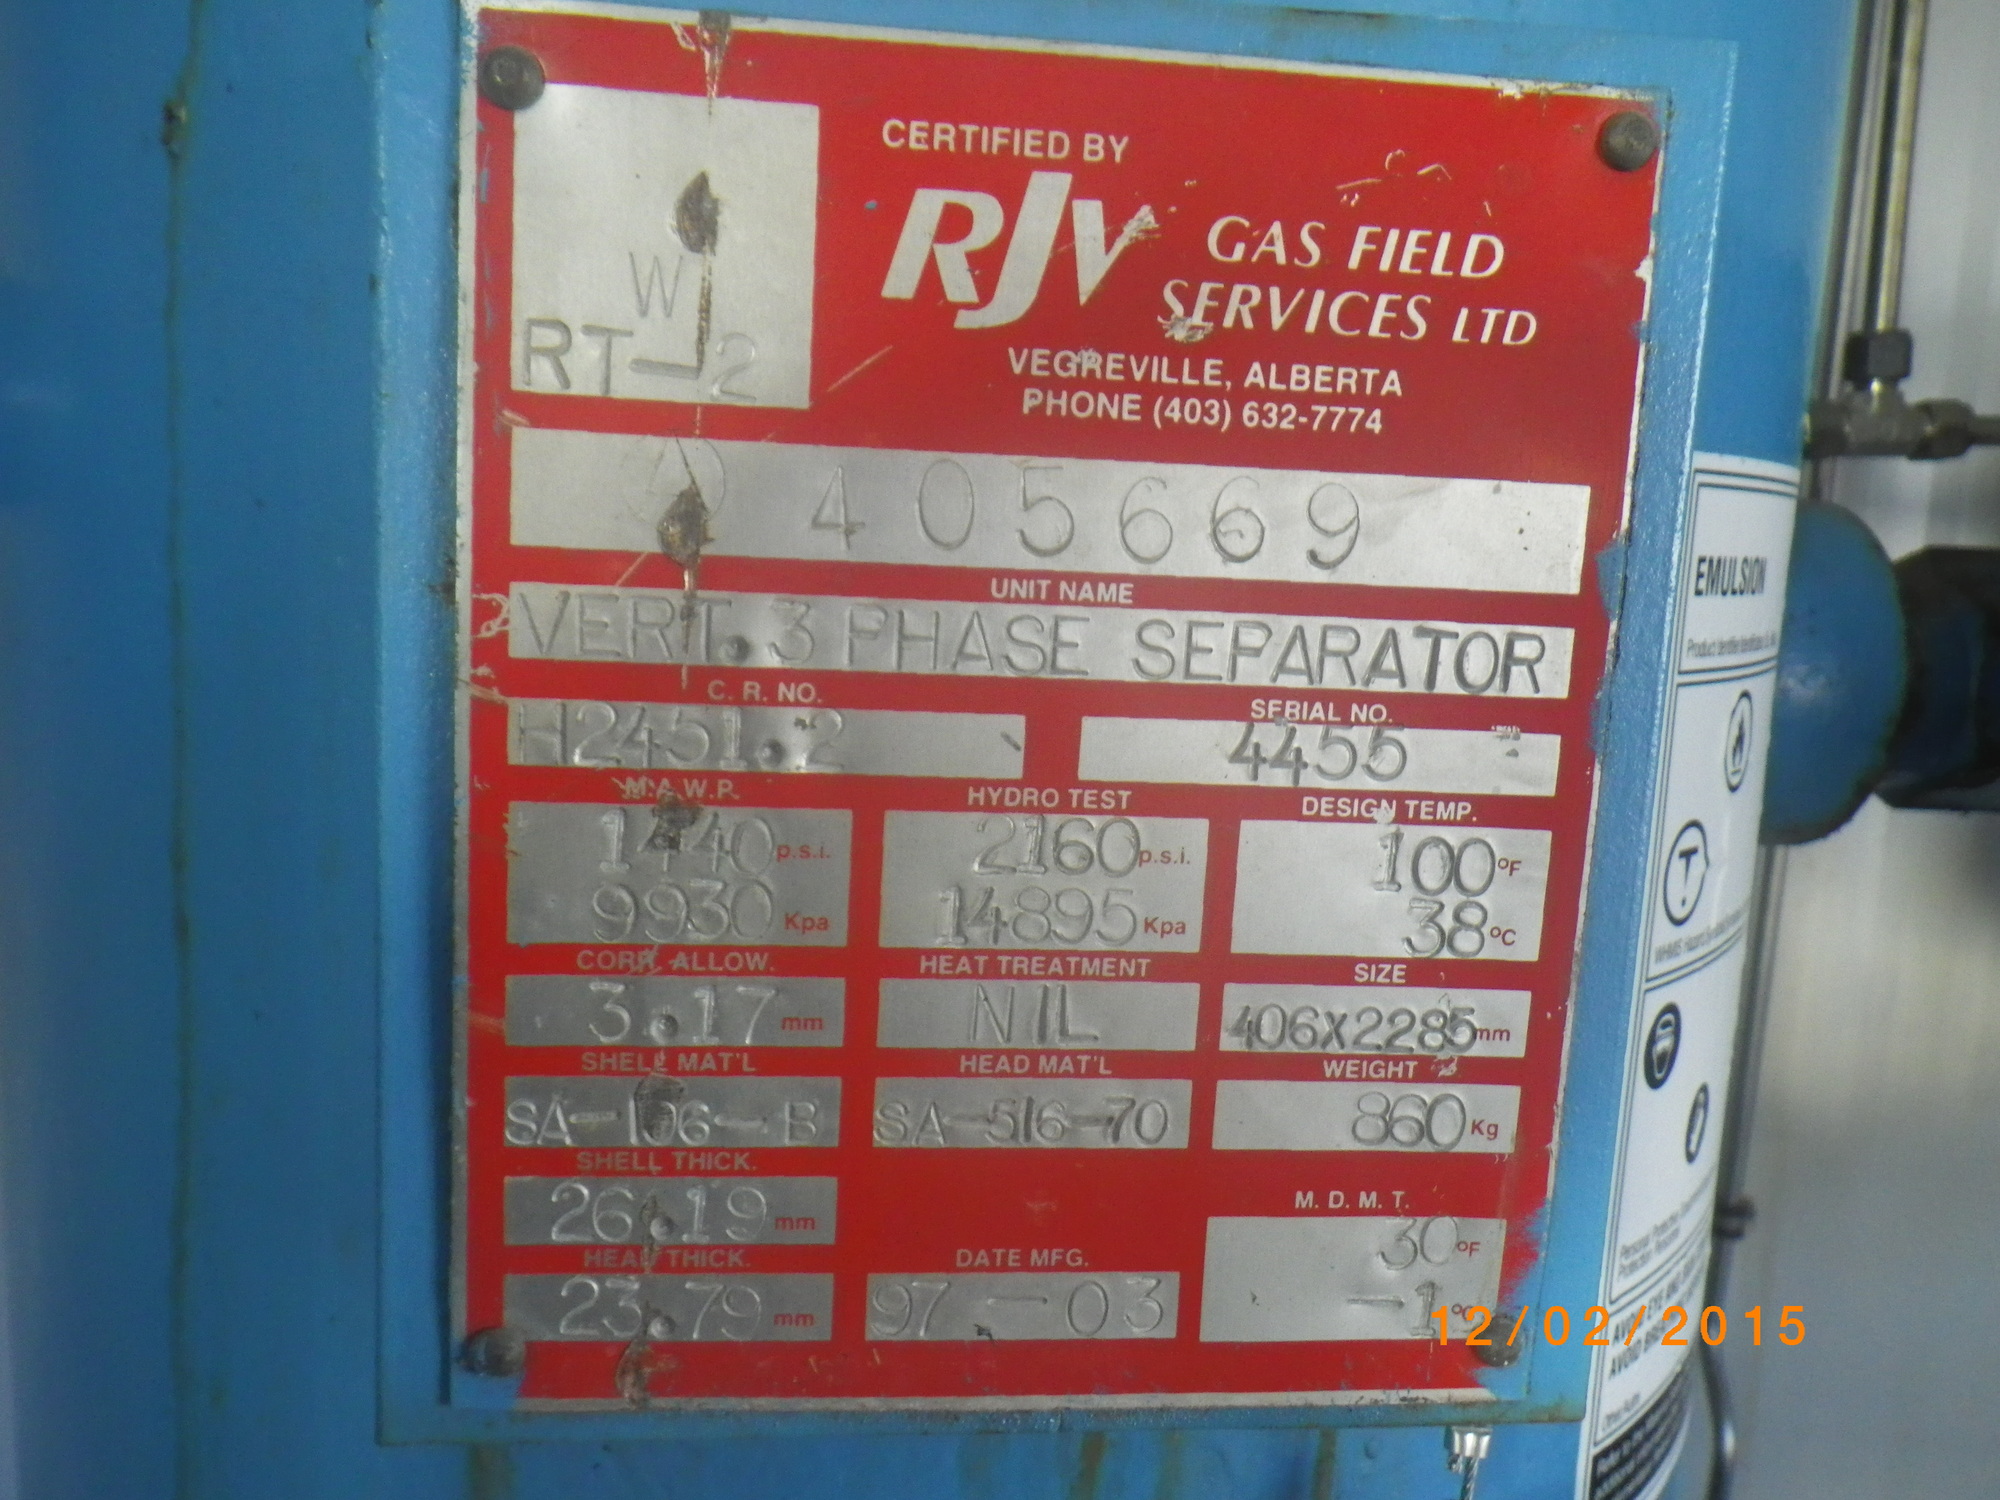 CERTIFIED BY
RJV GAS FIELD
SERVICES LTD
VEGREVILLE, ALBERTA
PHONE (403) 632-7774
W
RT-2
405669
UNIT NAME
VERT. 3 PHASE SEPARATOR
C. R. NO.
H2451.2
SERIAL NO.
4455
M.A.W.P.
1440 p.s.i.
9930 Kpa
HYDRO TEST
2160 p.s.i.
14895 Kpa
DESIGN TEMP.
100 °F
38 °C
CORR. ALLOW.
3.17 mm
HEAT TREATMENT
NIL
SIZE
406X2285 mm
SHELL MAT'L
SA-106-B
HEAD MAT'L
SA-516-70
WEIGHT
860 Kg
SHELL THICK.
26.19 mm
M. D. M. T.
30 °F
-1 °C
HEAD THICK.
23.79 mm
DATE MFG.
97-03
EMULSION
T
12/02/2015